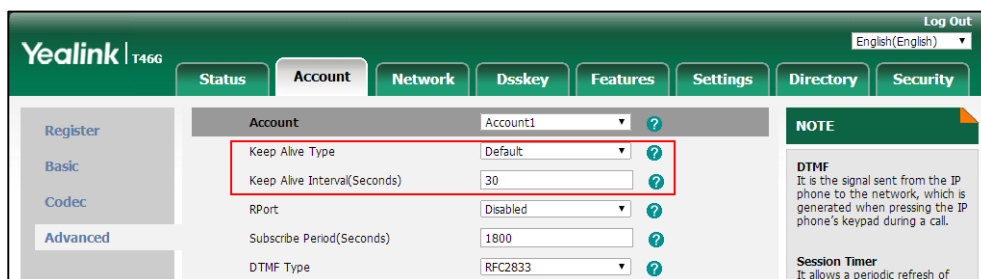 Log Out
Yealink T46G
English(English)
Status Account Network Dsskey Features Settings Directory Security
Register
Basic
Codec
Advanced
Account Account1
Keep Alive Type Default
Keep Alive Interval(Seconds) 30
RPort Disabled
Subscribe Period(Seconds) 1800
DTMF Type RFC2833
NOTE
DTMF
It is the signal sent from the IP
phone to the network, which is
generated when pressing the IP
phone's keypad during a call.
Session Timer
It allows a periodic refresh of